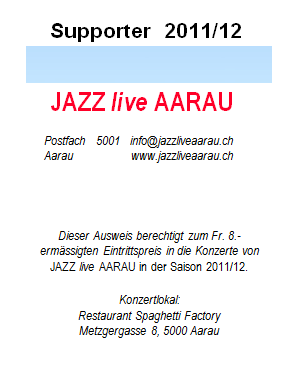 Supporter 2011/12
JAZZ live AARAU
Postfach 5001 info@jazzliveaarau.ch
Aarau www.jazzliveaarau.ch
Dieser Ausweis berechtigt zum Fr. 8.-
ermässigten Eintrittspreis in die Konzerte von
JAZZ live AARAU in der Saison 2011/12.
Konzertlokal:
Restaurant Spaghetti Factory
Metzgergasse 8, 5000 Aarau